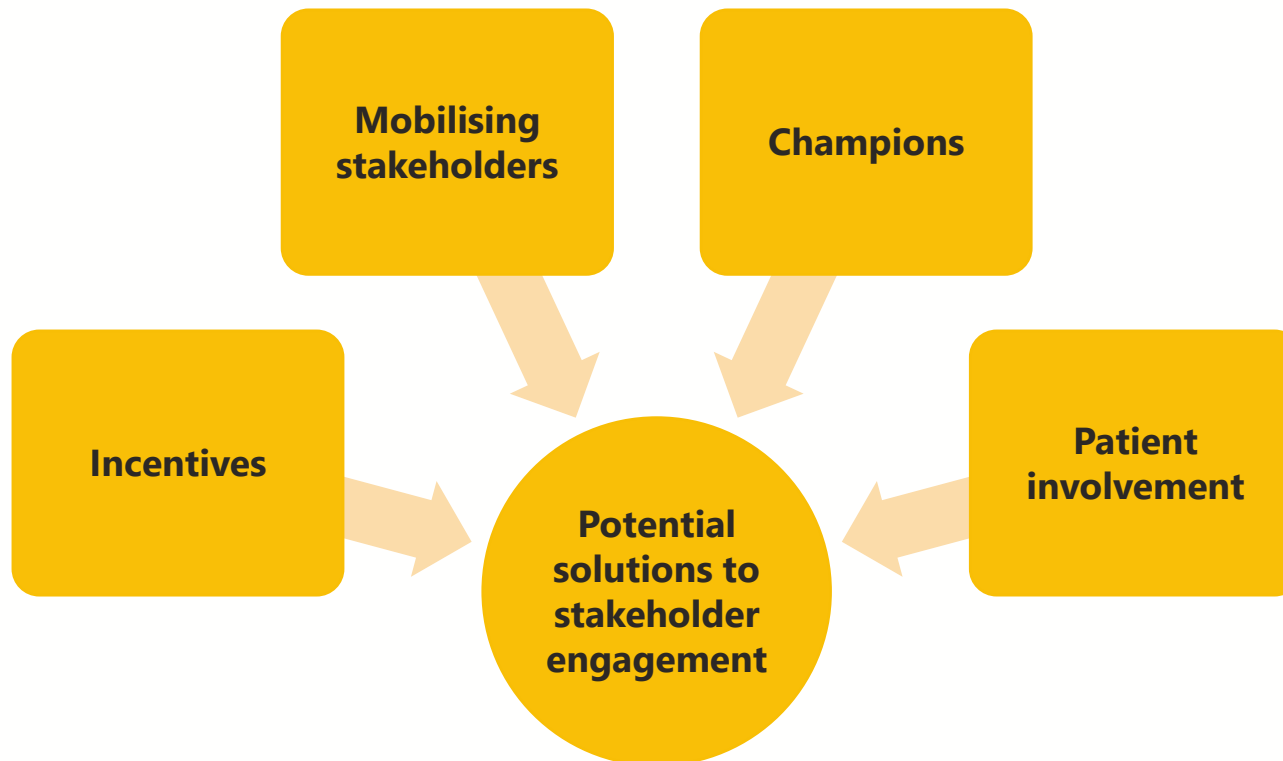 Mobilising
stakeholders
Champions
Incentives
Patient
involvement
Potential
solutions to
stakeholder
engagement